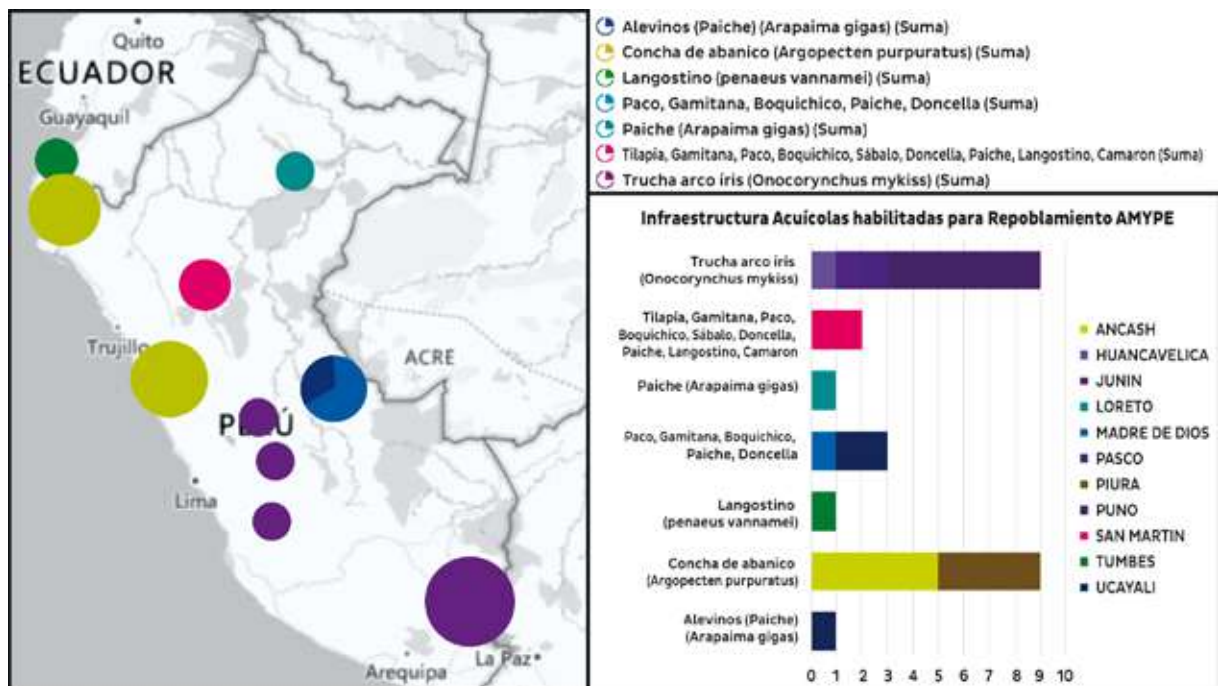 Quito
ECUADOR
Guayaquil
Trujillo
ACRE
PERÚ
Lima
Arequipa
La Paz
Alevinos (Paiche) (Arapaima gigas) (Suma)
Concha de abanico (Argopecten purpuratus) (Suma)
Langostino (penaeus vannamei) (Suma)
Paco, Gamitana, Boquichico, Paiche, Doncella (Suma)
Paiche (Arapaima gigas) (Suma)
Tilapia, Gamitana, Paco, Boquichico, Sábalo, Doncella, Paiche, Langostino, Camaron (Suma)
Trucha arco íris (Onocorynchus mykiss) (Suma)
Infraestructura Acuícolas habilitadas para Repoblamiento AMYPE
Trucha arco íris
(Onocorynchus mykiss)
Tilapia, Gamitana, Paco,
Boquichico, Sábalo, Doncella,
Paiche, Langostino, Camaron
Paiche (Arapaima gigas)
Paco, Gamitana, Boquichico,
Paiche, Doncella
Langostino
(penaeus vannamei)
Concha de abanico
(Argopecten purpuratus)
Alevinos (Paiche)
(Arapaima gigas)
0 1 2 3 4 5 6 7 8 9 10
ANCASH
HUANCAVELICA
JUNIN
LORETO
MADRE DE DIOS
PASCO
PIURA
PUNO
SAN MARTIN
TUMBES
UCAYALI